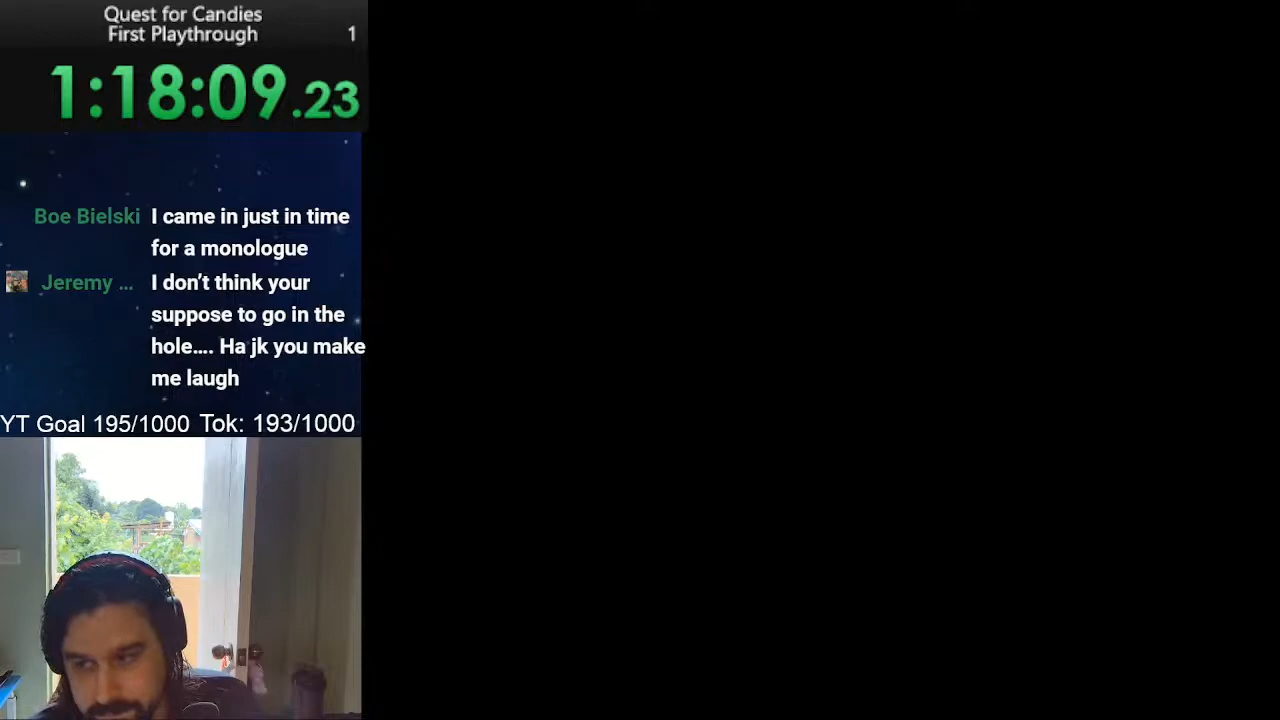 Quest for Candies
First Playthrough 1
1:18:09.23
Boe Bielski I came in just in time
for a monologue
Jeremy … I don’t think your
suppose to go in the
hole…. Ha jk you make
me laugh
YT Goal 195/1000 Tok: 193/1000